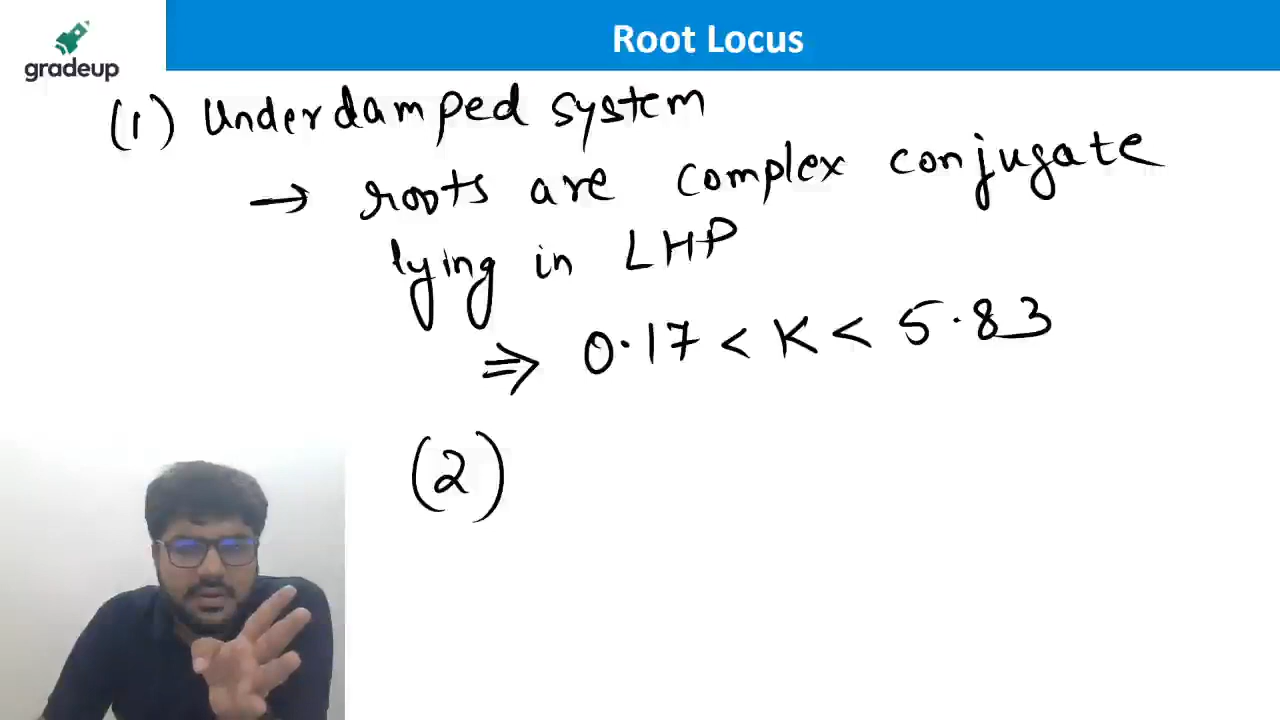 gradeup
Root Locus
(1) Underdamped system
→ roots are complex conjugate
lying in LHP
⇒ 0.17 < K < 5.83
(2)